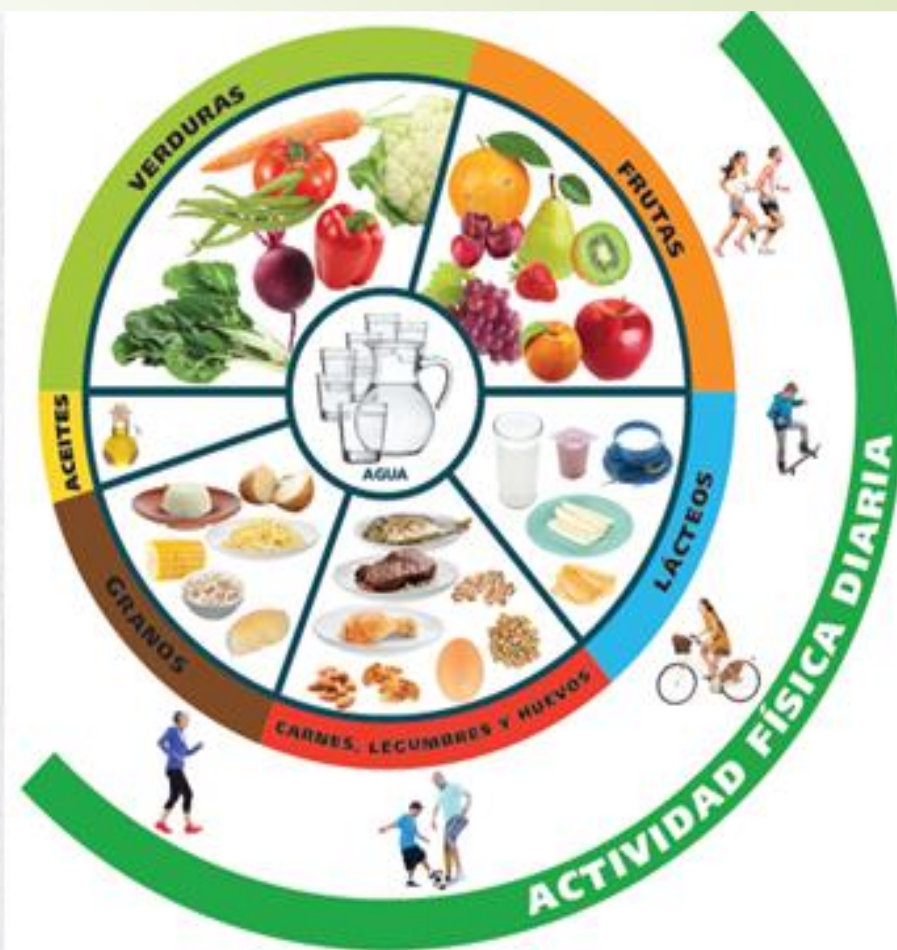 VERDURAS
FRUTAS
ACEITES
AGUA
LÁCTEOS
GRANOS
CARNES, LEGUMBRES Y HUEVOS
ACTIVIDAD FÍSICA DIARIA